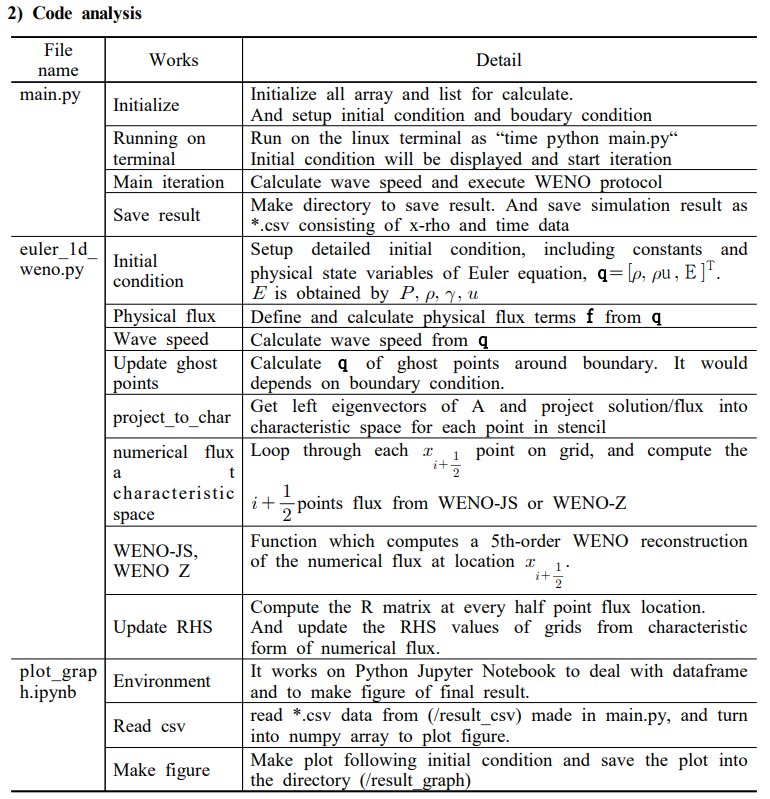 2) Code analysis
File name Works Detail
main.py Initialize Initialize all array and list for calculate.
And setup initial condition and boudary condition
Running on terminal Run on the linux terminal as “time python main.py“
Initial condition will be displayed and start iteration
Main iteration Calculate wave speed and execute WENO protocol
Save result Make directory to save result. And save simulation result as
*.csv consisting of x-rho and time data
euler_1d_weno.py Initial condition Setup detailed initial condition, including constants and
physical state variables of Euler equation, q=[ρ, ρu, E]ᵀ.
E is obtained by P, ρ, γ, u
Physical flux Define and calculate physical flux terms f from q
Wave speed Calculate wave speed from q
Update ghost points Calculate q of ghost points around boundary. It would
depends on boundary condition.
project_to_char Get left eigenvectors of A and project solution/flux into
characteristic space for each point in stencil
numerical flux at characteristic space Loop through each x_{i+1/2} point on grid, and compute the
i+1/2 points flux from WENO-JS or WENO-Z
WENO-JS, WENO Z Function which computes a 5th-order WENO reconstruction
of the numerical flux at location x_{i+1/2}.
Update RHS Compute the R matrix at every half point flux location.
And update the RHS values of grids from characteristic
form of numerical flux.
plot_graph.ipynb Environment It works on Python Jupyter Notebook to deal with dataframe
and to make figure of final result.
Read csv read *.csv data from (/result_csv) made in main.py, and turn
into numpy array to plot figure.
Make figure Make plot following initial condition and save the plot into
the directory (/result_graph)